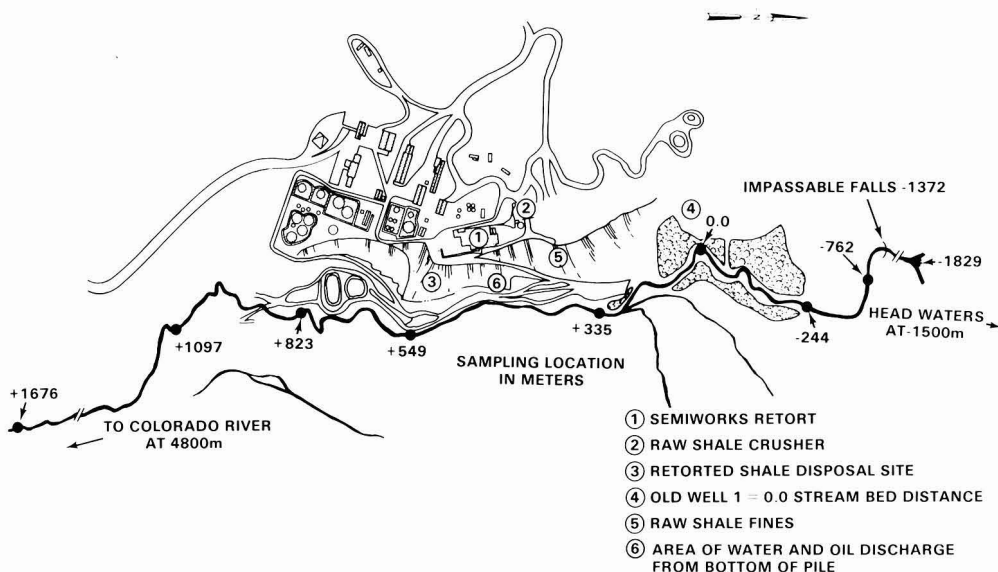 Z
IMPASSABLE FALLS -1372
④
0.0
②
①
-762
⑤
-1829
③
⑥
HEAD WATERS
AT-1500m
+335
-244
+823
+1097
+549
SAMPLING LOCATION
IN METERS
+1676
TO COLORADO RIVER
AT 4800m
① SEMIWORKS RETORT
② RAW SHALE CRUSHER
③ RETORTED SHALE DISPOSAL SITE
④ OLD WELL 1 = 0.0 STREAM BED DISTANCE
⑤ RAW SHALE FINES
⑥ AREA OF WATER AND OIL DISCHARGE
FROM BOTTOM OF PILE